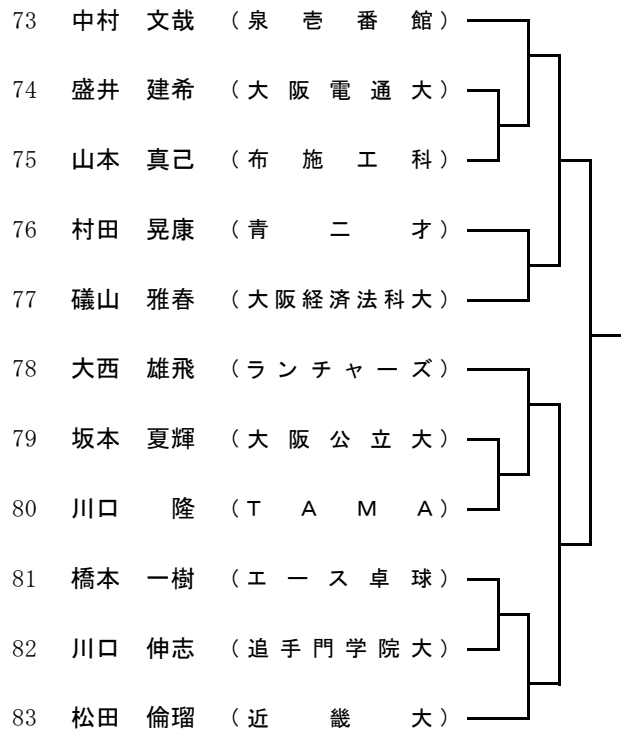 73 中村 文哉 (泉壱番館)
74 盛井 建希 (大阪電通大)
75 山本 真己 (布施工科)
76 村田 晃康 (青二才)
77 礒山 雅春 (大阪経済法科大)
78 大西 雄飛 (ランチャーズ)
79 坂本 夏輝 (大阪公立大)
80 川口 隆 (TAMA)
81 橋本 一樹 (エース卓球)
82 川口 伸志 (追手門学院大)
83 松田 倫瑠 (近畿大)